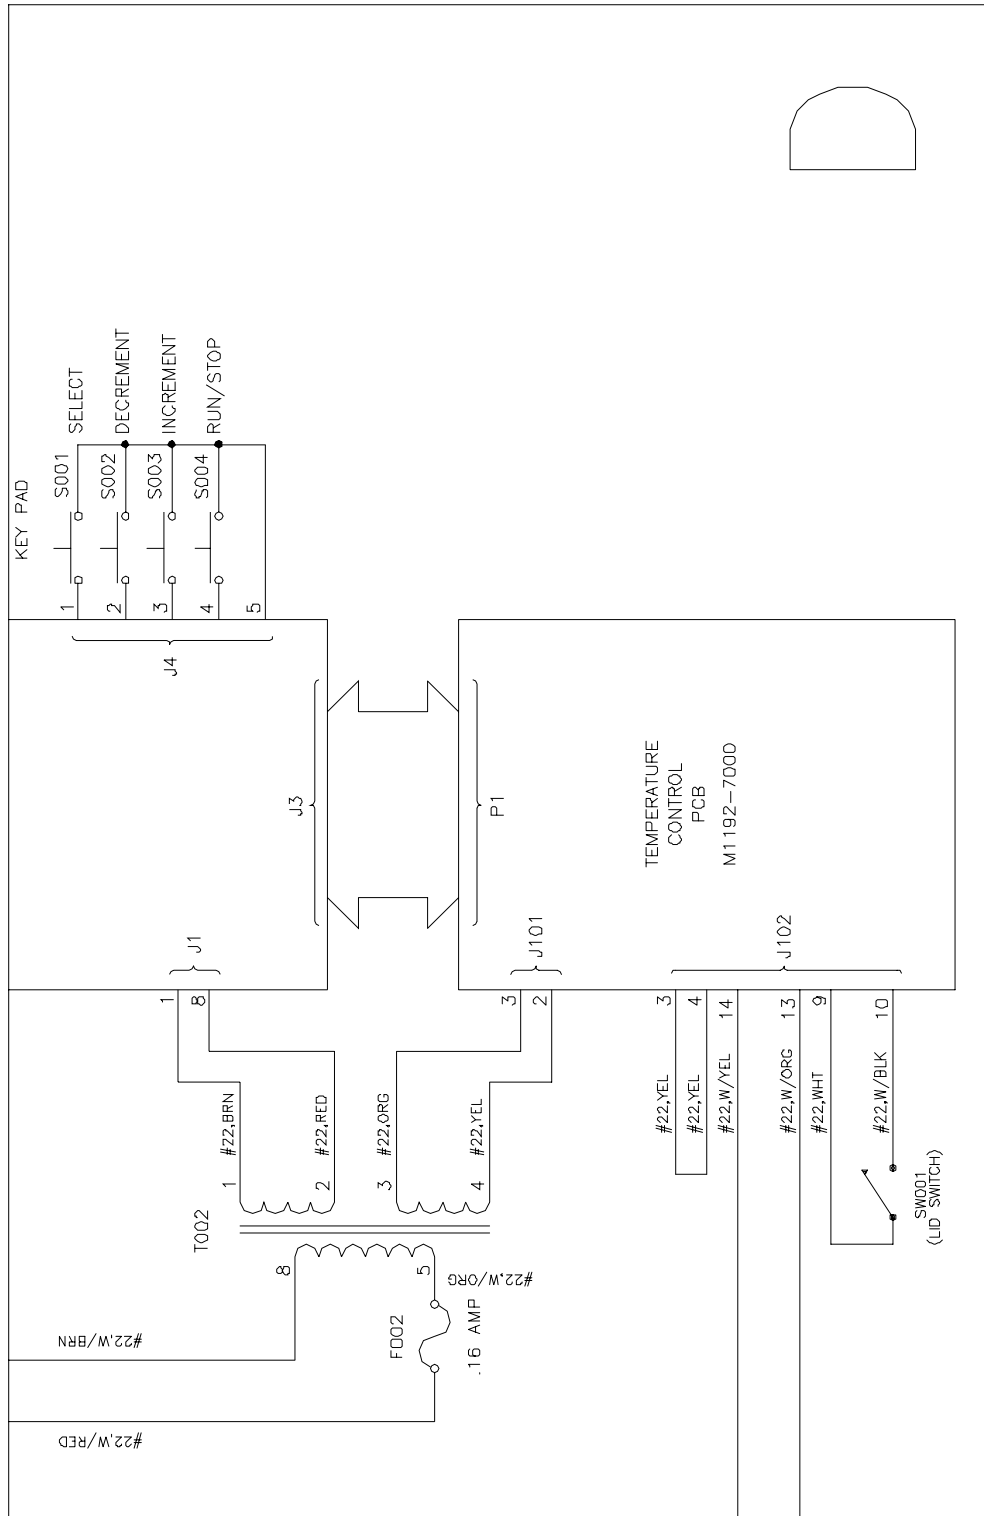 KEY PAD
S001
SELECT
S002
DECREMENT
S003
INCREMENT
S004
RUN/STOP
1
2
3
4
5
J4
J3
P1
J1
1
8
J101
3
2
TEMPERATURE
CONTROL
PCB
M1192-7000
J102
3
4
14
13
9
10
#22,BRN
#22,RED
#22,ORG
#22,YEL
#22,YEL
#22,YEL
#22,W/YEL
#22,W/ORG
#22,WHT
#22,W/BLK
T002
1
2
3
4
8
5
#22,W/ORG
F002
.16 AMP
#22,W/BRN
#22,W/RED
SW001
(LID SWITCH)